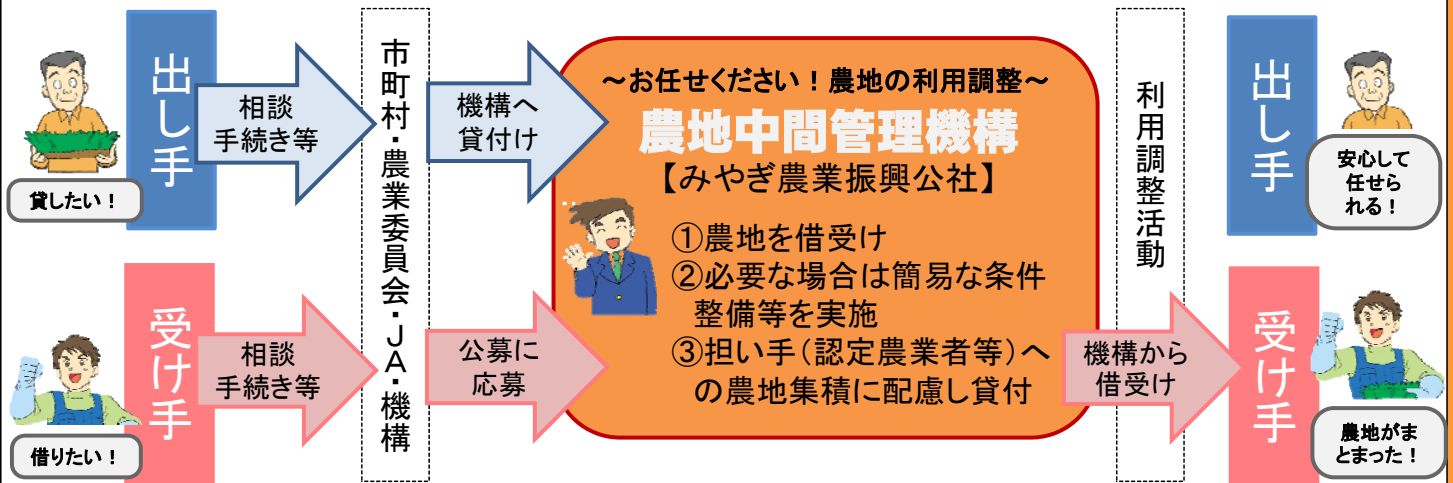 出し手
貸したい！
相談
手続き等
受け手
借りたい！
相談
手続き等
市町村・農業委員会・ＪＡ・機構
機構へ
貸付け
公募に
応募
～お任せください！農地の利用調整～
農地中間管理機構
【みやぎ農業振興公社】
①農地を借受け
②必要な場合は簡易な条件
整備等を実施
③担い手（認定農業者等）へ
の農地集積に配慮し貸付
利用調整活動
機構から
借受け
出し手
安心して
任せら
れる！
受け手
農地がま
とまった！